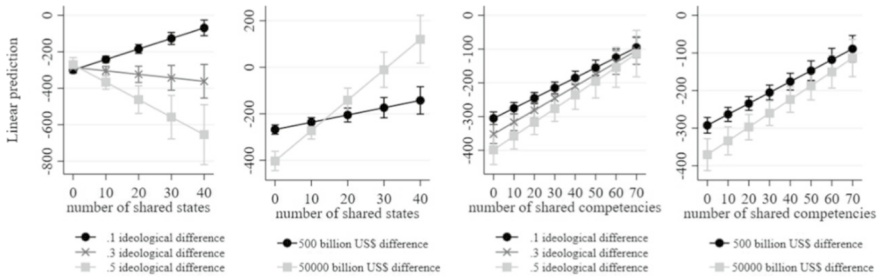 Linear prediction
0
-200
-400
-600
-800
0 10 20 30 40
number of shared states
.1 ideological difference
.3 ideological difference
.5 ideological difference
200
0
-200
-400
0 10 20 30 40
number of shared states
500 billion US$ difference
50000 billion US$ difference
0
-100
-200
-300
-400
0 10 20 30 40 50 60 70
number of shared competencies
.1 ideological difference
.3 ideological difference
.5 ideological difference
0
-100
-200
-300
-400
0 10 20 30 40 50 60 70
number of shared competencies
500 billion US$ difference
50000 billion US$ difference